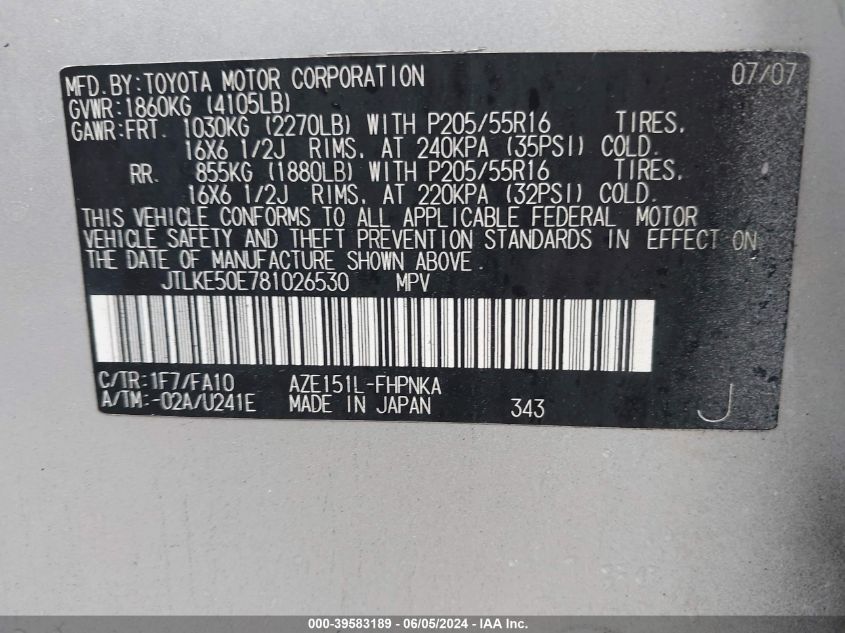 MFD.BY:TOYOTA MOTOR CORPORATION 07/07
GVWR:1860KG (4105LB)
GAWR:FRT. 1030KG (2270LB) WITH P205/55R16 TIRES,
16X6 1/2J RIMS, AT 240KPA (35PSI) COLD.
RR. 855KG (1880LB) WITH P205/55R16 TIRES,
16X6 1/2J RIMS, AT 220KPA (32PSI) COLD.
THIS VEHICLE CONFORMS TO ALL APPLICABLE FEDERAL MOTOR
VEHICLE SAFETY AND THEFT PREVENTION STANDARDS IN EFFECT ON
THE DATE OF MANUFACTURE SHOWN ABOVE.
JTLKE50E781026530 MPV
C/TR:1F7/FA10 AZE151L-FHPNKA
A/TM:-02A/U241E MADE IN JAPAN 343 J
000-39583189 - 06/05/2024 - IAAI.com